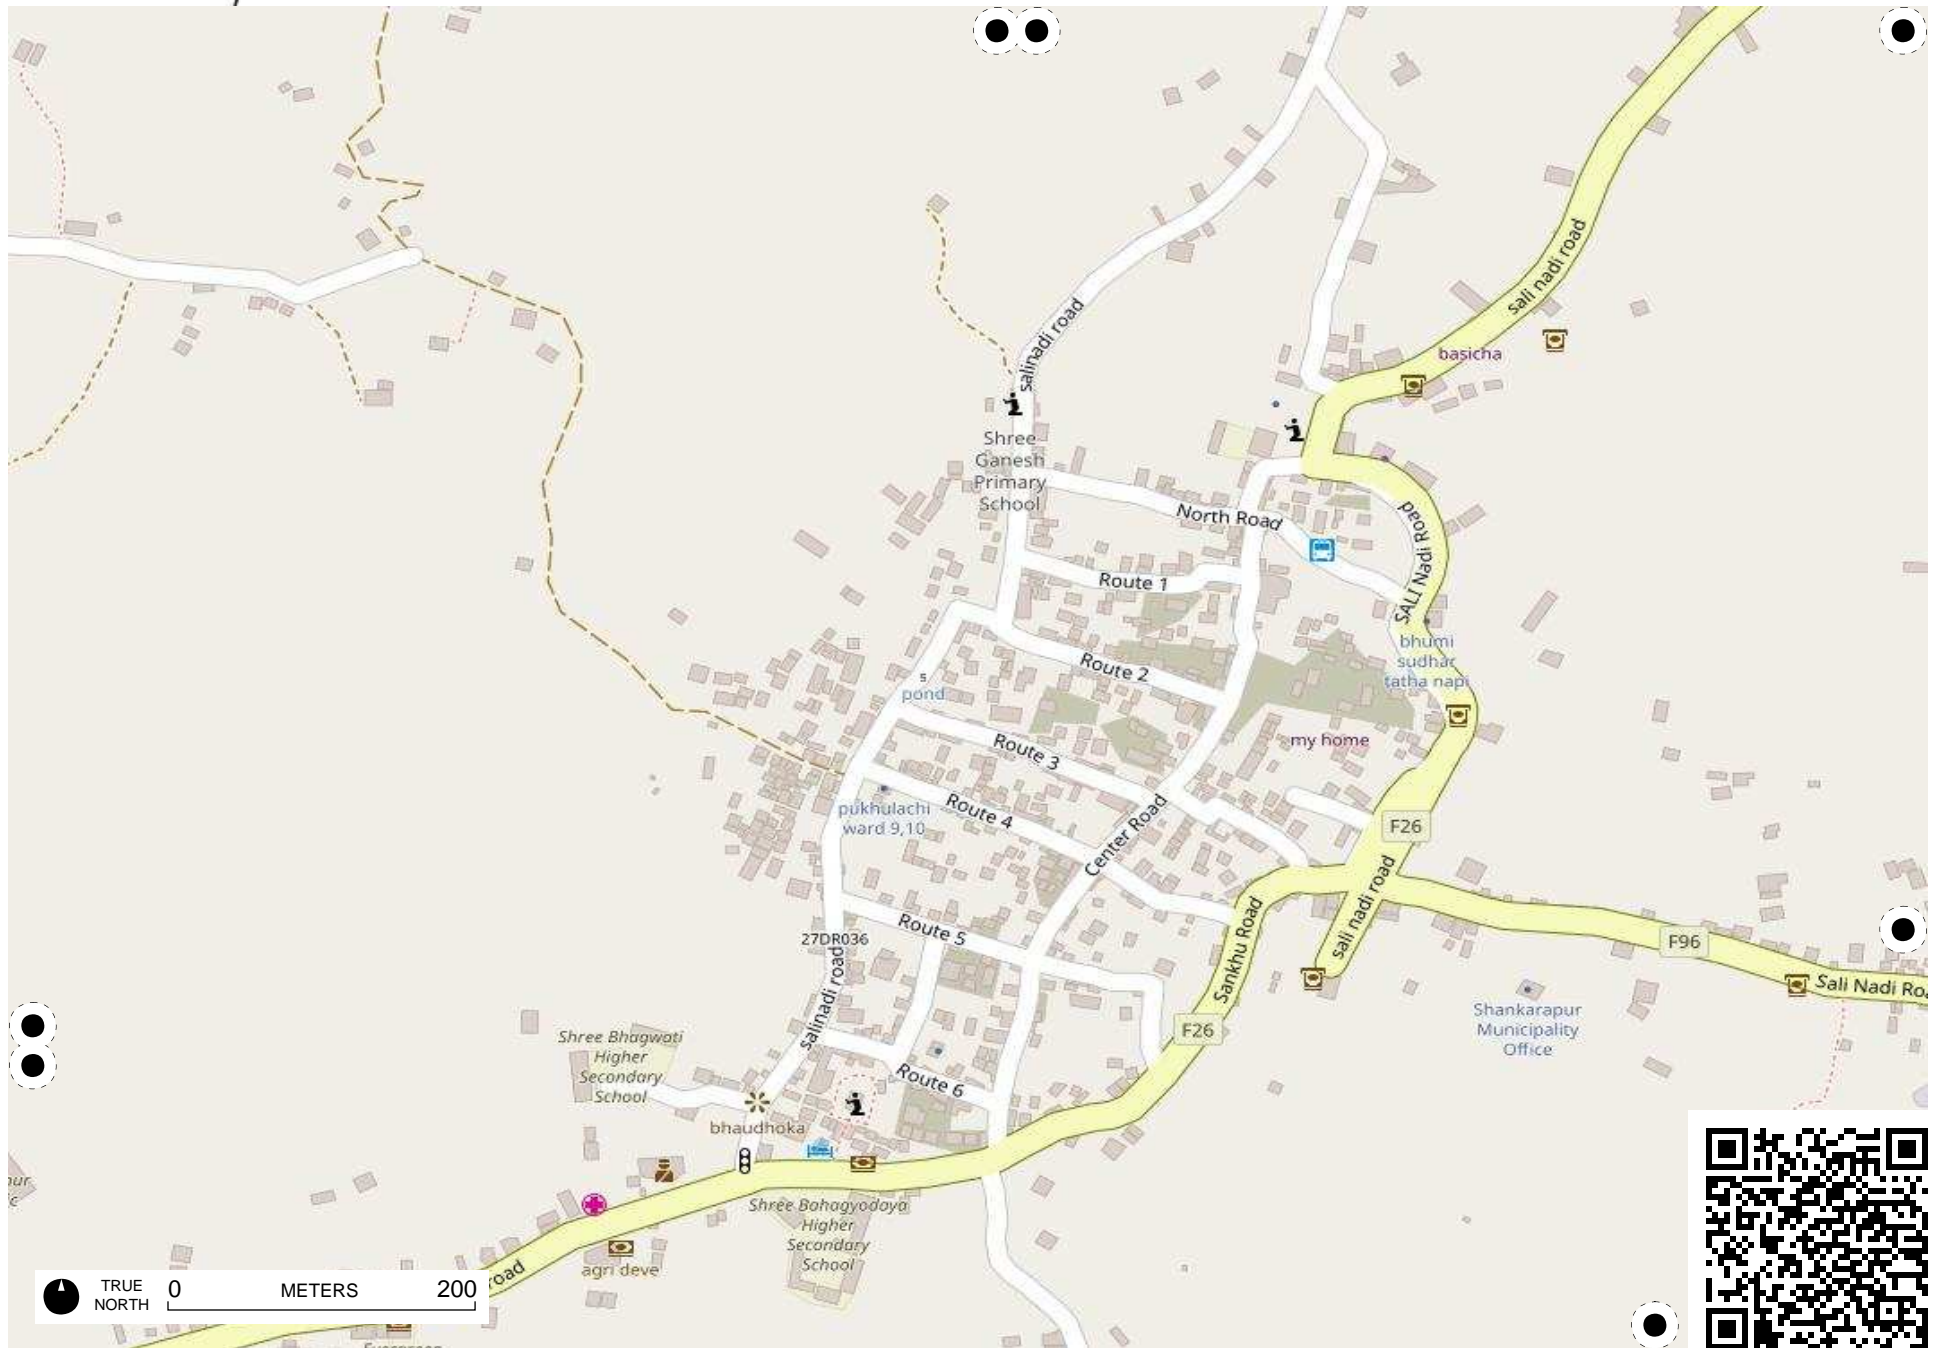 salinadi road
sali nadi road
basicha
Shree
Ganesh
Primary
School
North Road
SALI Nadi Road
Route 1
bhumi
sudhar
tatha napi
Route 2
5
pond
my home
Route 3
pukhulachi
ward 9,10
Route 4
Center Road
F26
sali nadi road
Route 5
27DR036
salinadi road
Sankhu Road
F96
Sali Nadi Roa
Shankarapur
Municipality
Office
F26
Shree Bhagwati
Higher
Secondary
School
Route 6
bhaudhoka
Shree Bahagyodaya
Higher
Secondary
School
agri deve
road
TRUE
NORTH
0 METERS 200